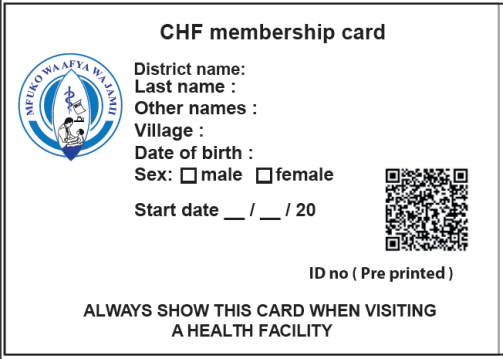 CHF membership card
MFUKO WA AFYA WA JAMII
District name:
Last name :
Other names :
Village :
Date of birth :
Sex: male female
Start date __ / __ / 20
ID no ( Pre printed )
ALWAYS SHOW THIS CARD WHEN VISITING
A HEALTH FACILITY